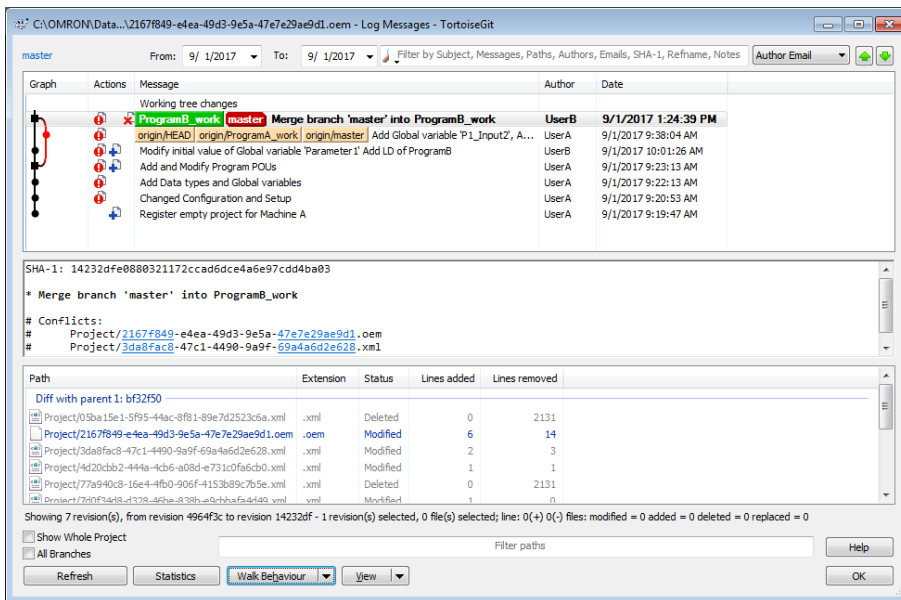 C:\OMRON\Data...\2167f849-e4ea-49d3-9e5a-47e7e29ae9d1.oem - Log Messages - TortoiseGit
master From: 9/ 1/2017 To: 9/ 1/2017 Filter by Subject, Messages, Paths, Authors, Emails, SHA-1, Refname, Notes Author Email
Graph Actions Message Author Date
Working tree changes
ProgramB_work master Merge branch 'master' into ProgramB_work UserB 9/1/2017 1:24:39 PM
origin/HEAD origin/ProgramA_work origin/master Add Global variable 'P1_Input2', A... UserA 9/1/2017 9:38:04 AM
Modify initial value of Global variable 'Parameter1' Add LD of ProgramB UserB 9/1/2017 10:01:26 AM
Add and Modify Program POUs UserA 9/1/2017 9:23:13 AM
Add Data types and Global variables UserA 9/1/2017 9:22:13 AM
Changed Configuration and Setup UserA 9/1/2017 9:20:53 AM
Register empty project for Machine A UserA 9/1/2017 9:19:47 AM
SHA-1: 14232dfe0880321172ccad6dce4a6e97cdd4ba03
* Merge branch 'master' into ProgramB_work
# Conflicts:
# Project/2167f849-e4ea-49d3-9e5a-47e7e29ae9d1.oem
# Project/3da8fac8-47c1-4490-9a9f-69a4a6d2e628.xml
Path Extension Status Lines added Lines removed
Diff with parent 1: bf32f50
Project/05ba15e1-5f95-44ac-8f81-89e7d2523c6a.xml .xml Deleted 0 2131
Project/2167f849-e4ea-49d3-9e5a-47e7e29ae9d1.oem .oem Modified 6 14
Project/3da8fac8-47c1-4490-9a9f-69a4a6d2e628.xml .xml Modified 2 3
Project/4d20cbb2-444a-4cb6-a08d-e731c0fa6cb0.xml .xml Modified 1 1
Project/77a940c8-16e4-4fb0-906f-4153b89c7b5e.xml .xml Deleted 0 2131
Project/7d0f34d8-d328-46be-838b-e9cbbafa4d49.xml .xml Modified 1 0
Showing 7 revision(s), from revision 4964f3c to revision 14232df - 1 revision(s) selected, 0 file(s) selected; line: 0(+) 0(-) files: modified = 0 added = 0 deleted = 0 replaced = 0
Show Whole Project
All Branches
Filter paths
Help
Refresh Statistics Walk Behaviour View OK